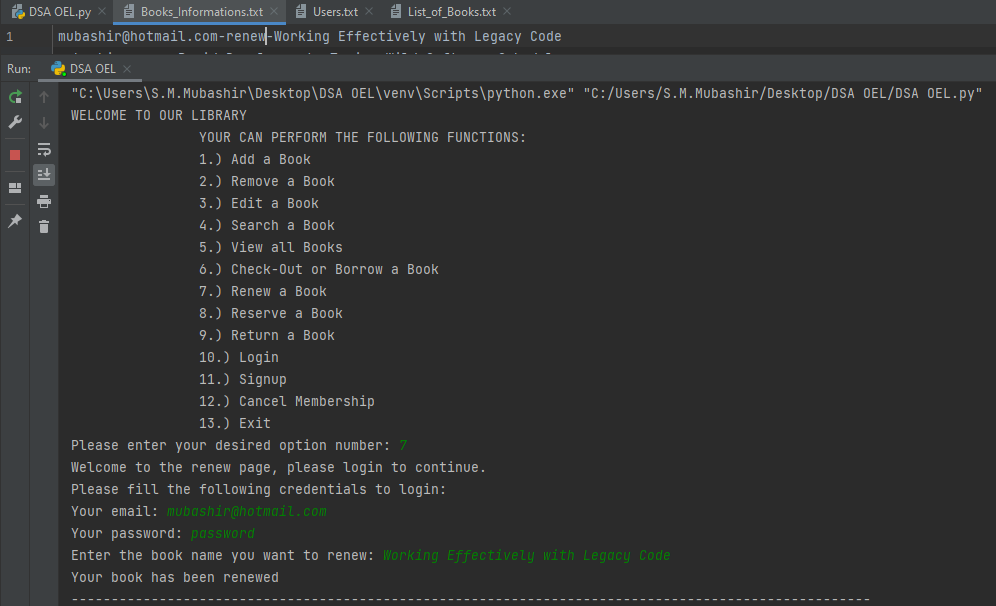 DSA OEL.py Books_Informations.txt Users.txt List_of_Books.txt
1 mubashir@hotmail.com-renew-Working Effectively with Legacy Code
Run: DSA OEL
"C:\Users\S.M.Mubashir\Desktop\DSA OEL\venv\Scripts\python.exe" "C:/Users/S.M.Mubashir/Desktop/DSA OEL/DSA OEL.py"
WELCOME TO OUR LIBRARY
YOUR CAN PERFORM THE FOLLOWING FUNCTIONS:
1.) Add a Book
2.) Remove a Book
3.) Edit a Book
4.) Search a Book
5.) View all Books
6.) Check-Out or Borrow a Book
7.) Renew a Book
8.) Reserve a Book
9.) Return a Book
10.) Login
11.) Signup
12.) Cancel Membership
13.) Exit
Please enter your desired option number: 7
Welcome to the renew page, please login to continue.
Please fill the following credentials to login:
Your email: mubashir@hotmail.com
Your password: password
Enter the book name you want to renew: Working Effectively with Legacy Code
Your book has been renewed
----------------------------------------------------------------------------------------------------